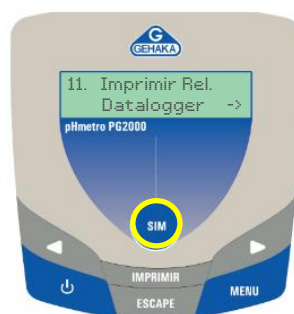 G
GEHAKA
11. Imprimir Rel.
Datalogger ->
pHmetro PG2000
SIM
IMPRIMIR
ESCAPE
MENU